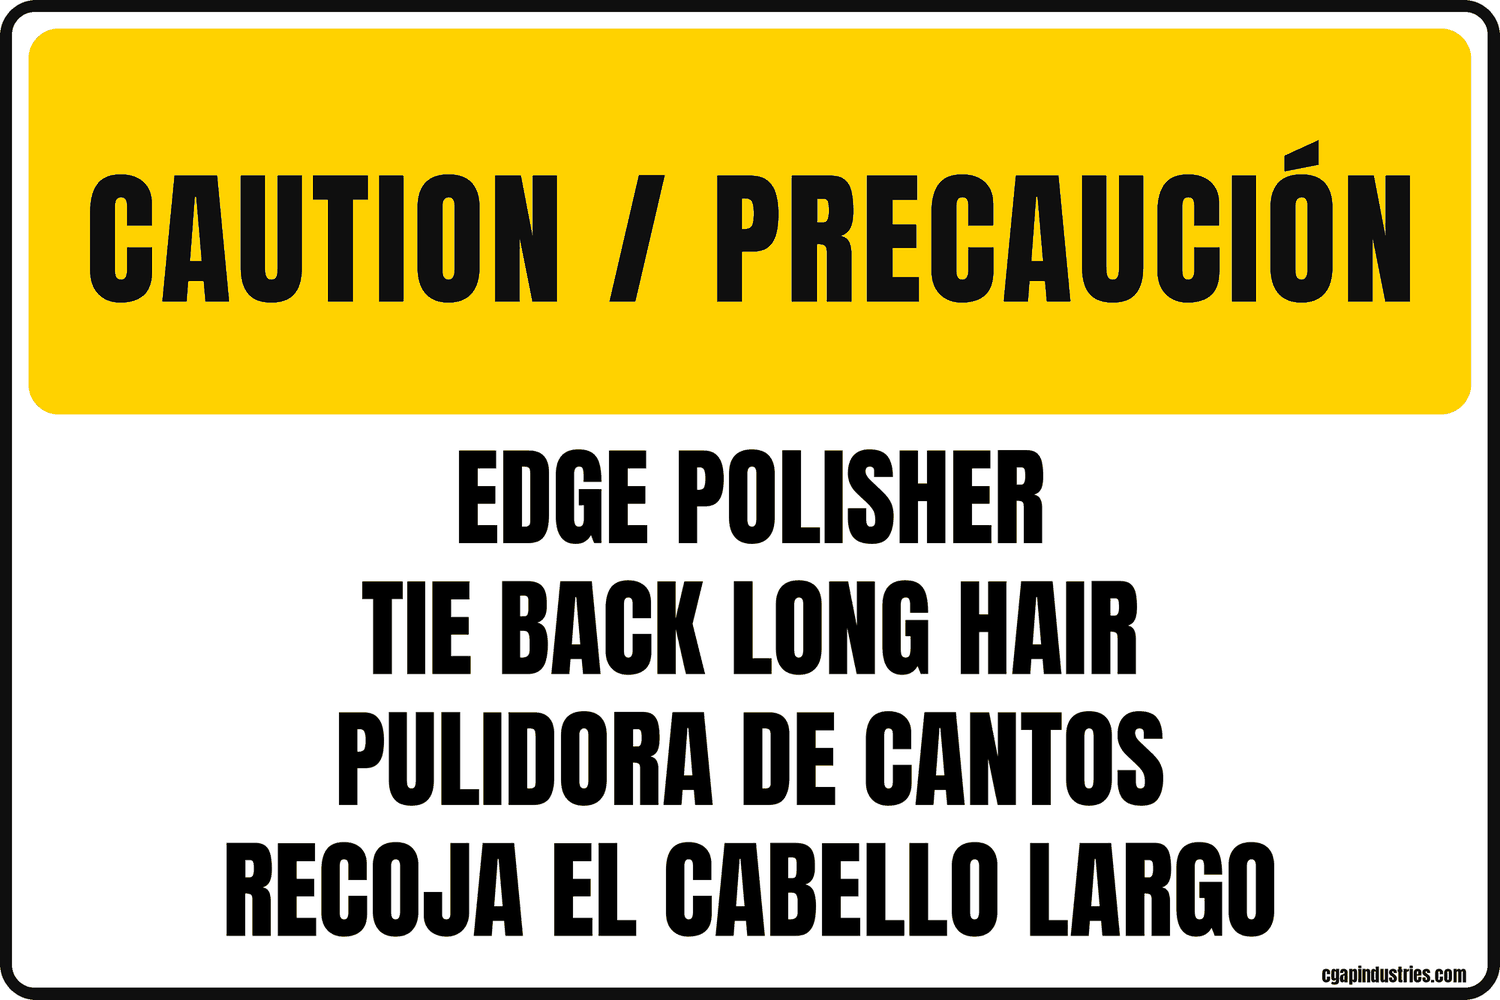 CAUTION / PRECAUCIÓN
EDGE POLISHER
TIE BACK LONG HAIR
PULIDORA DE CANTOS
RECOJA EL CABELLO LARGO
cgapindustries.com